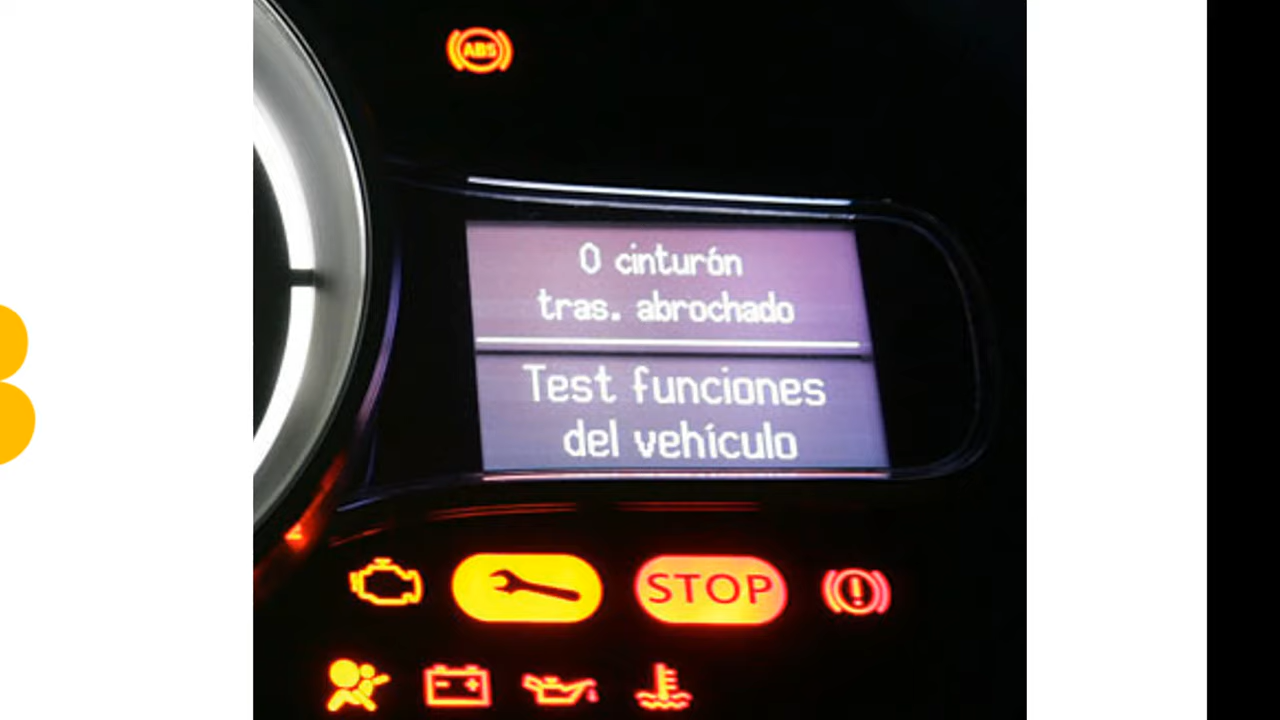 ABS
0 cinturón
tras. abrochado
Test funciones
del vehículo
STOP